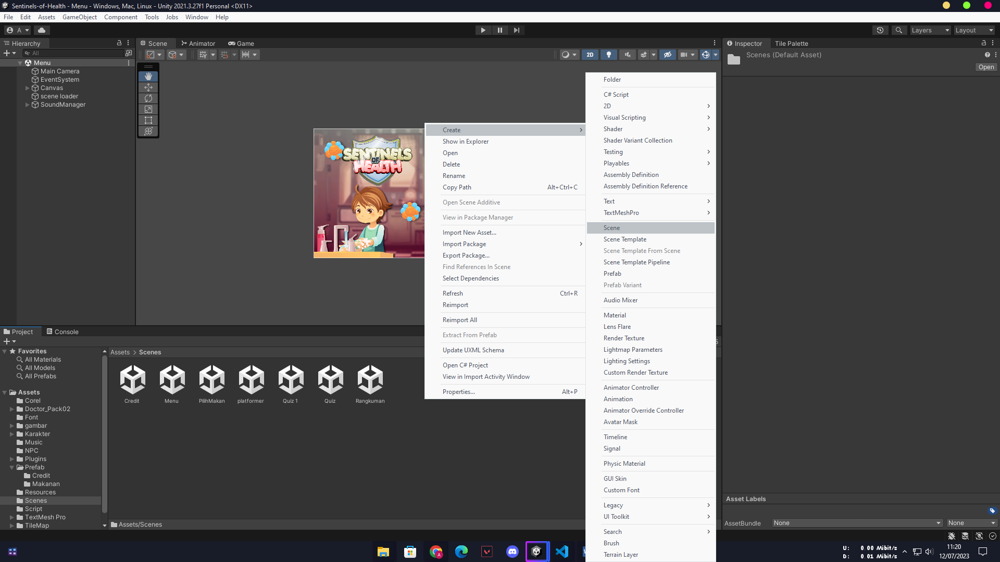 Sentinels-of-Health - Menu - Windows, Mac, Linux - Unity 2021.3.27f1 Personal <DX11>
File Edit Assets GameObject Component Tools Jobs Window Help
A Layers Layout
Hierarchy
All
Menu
Main Camera
EventSystem
Canvas
scene loader
SoundManager
Scene Animator Game
2D
SENTINELS
OF
HEALTH
Create
Show in Explorer
Open
Delete
Rename
Copy Path Alt+Ctrl+C
Open Scene Additive
View in Package Manager
Import New Asset...
Import Package
Export Package...
Find References In Scene
Select Dependencies
Refresh Ctrl+R
Reimport
Reimport All
Extract From Prefab
Update UXML Schema
Open C# Project
View in Import Activity Window
Properties... Alt+P
Folder
C# Script
2D
Visual Scripting
Shader
Shader Variant Collection
Testing
Playables
Assembly Definition
Assembly Definition Reference
Text
TextMeshPro
Scene
Scene Template
Scene Template From Scene
Scene Template Pipeline
Prefab
Prefab Variant
Audio Mixer
Material
Lens Flare
Render Texture
Lightmap Parameters
Lighting Settings
Custom Render Texture
Animator Controller
Animation
Animator Override Controller
Avatar Mask
Timeline
Signal
Physic Material
GUI Skin
Custom Font
Legacy
UI Toolkit
Search
Brush
Terrain Layer
Inspector Tile Palette
Scenes (Default Asset)
Open
Asset Labels
AssetBundle None None
Project Console
Favorites
All Materials
All Models
All Prefabs
Assets
Corel
Doctor_Pack02
Font
gambar
Karakter
Music
NPC
Plugins
Prefab
Credit
Makanan
Resources
Scenes
Script
TextMesh Pro
TileMap
Assets > Scenes
Credit Menu PilihMakan platformer Quiz 1 Quiz Rangkuman
Assets/Scenes
U: 0.00 Mibit/s
D: 0.01 Mibit/s
11:20
12/07/2023